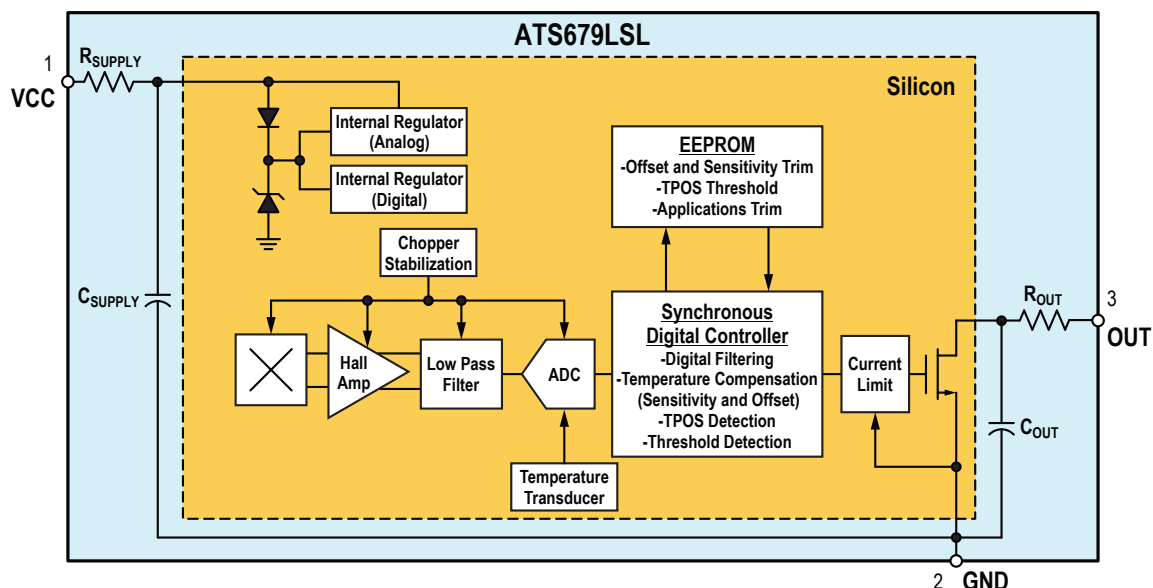 ATS679LSL
1
VCC
RSUPPLY
Silicon
Internal Regulator
(Analog)
Internal Regulator
(Digital)
EEPROM
-Offset and Sensitivity Trim
-TPOS Threshold
-Applications Trim
Chopper
Stabilization
CSUPPLY
Hall
Amp
Low Pass
Filter
ADC
Synchronous
Digital Controller
-Digital Filtering
-Temperature Compensation
(Sensitivity and Offset)
-TPOS Detection
-Threshold Detection
Current
Limit
ROUT
3
OUT
COUT
Temperature
Transducer
2 GND